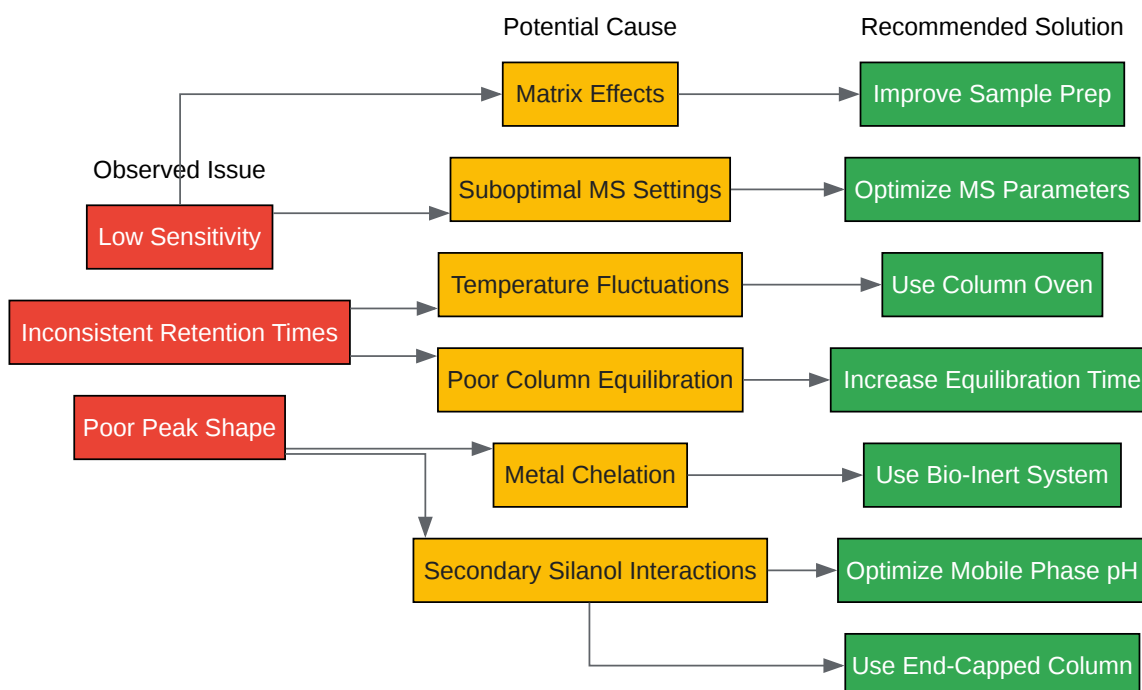 Potential Cause
Recommended Solution
Matrix Effects
Improve Sample Prep
Observed Issue
Suboptimal MS Settings
Optimize MS Parameters
Low Sensitivity
Temperature Fluctuations
Use Column Oven
Inconsistent Retention Times
Poor Column Equilibration
Increase Equilibration Time
Poor Peak Shape
Metal Chelation
Use Bio-Inert System
Secondary Silanol Interactions
Optimize Mobile Phase pH
Use End-Capped Column